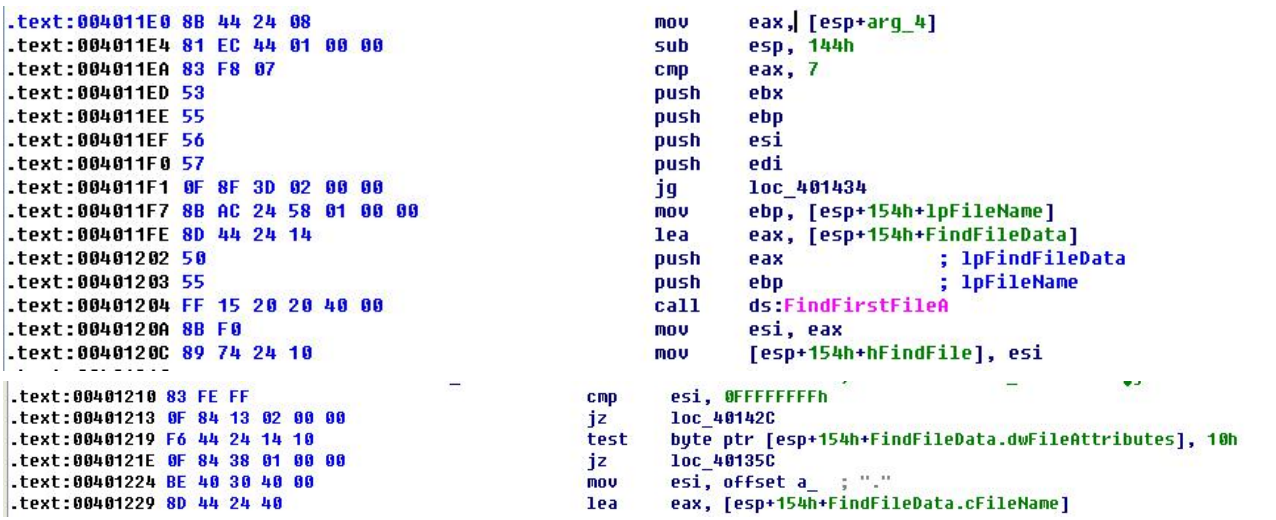 .text:004011E0 8B 44 24 08 mov eax, [esp+arg_4]
.text:004011E4 81 EC 44 01 00 00 sub esp, 144h
.text:004011EA 83 F8 07 cmp eax, 7
.text:004011ED 53 push ebx
.text:004011EE 55 push ebp
.text:004011EF 56 push esi
.text:004011F0 57 push edi
.text:004011F1 0F 8F 3D 02 00 00 jg loc_401434
.text:004011F7 8B AC 24 58 01 00 00 mov ebp, [esp+154h+lpFileName]
.text:004011FE 8D 44 24 14 lea eax, [esp+154h+FindFileData]
.text:00401202 50 push eax ; lpFindFileData
.text:00401203 55 push ebp ; lpFileName
.text:00401204 FF 15 20 20 40 00 call ds:FindFirstFileA
.text:0040120A 8B F0 mov esi, eax
.text:0040120C 89 74 24 10 mov [esp+154h+hFindFile], esi
.text:00401210 83 FE FF cmp esi, 0FFFFFFFFh
.text:00401213 0F 84 13 02 00 00 jz loc_40142C
.text:00401219 F6 44 24 14 10 test byte ptr [esp+154h+FindFileData.dwFileAttributes], 10h
.text:0040121E 0F 84 38 01 00 00 jz loc_40135C
.text:00401224 BE 40 30 40 00 mov esi, offset a_ ; "."
.text:00401229 8D 44 24 40 lea eax, [esp+154h+FindFileData.cFileName]